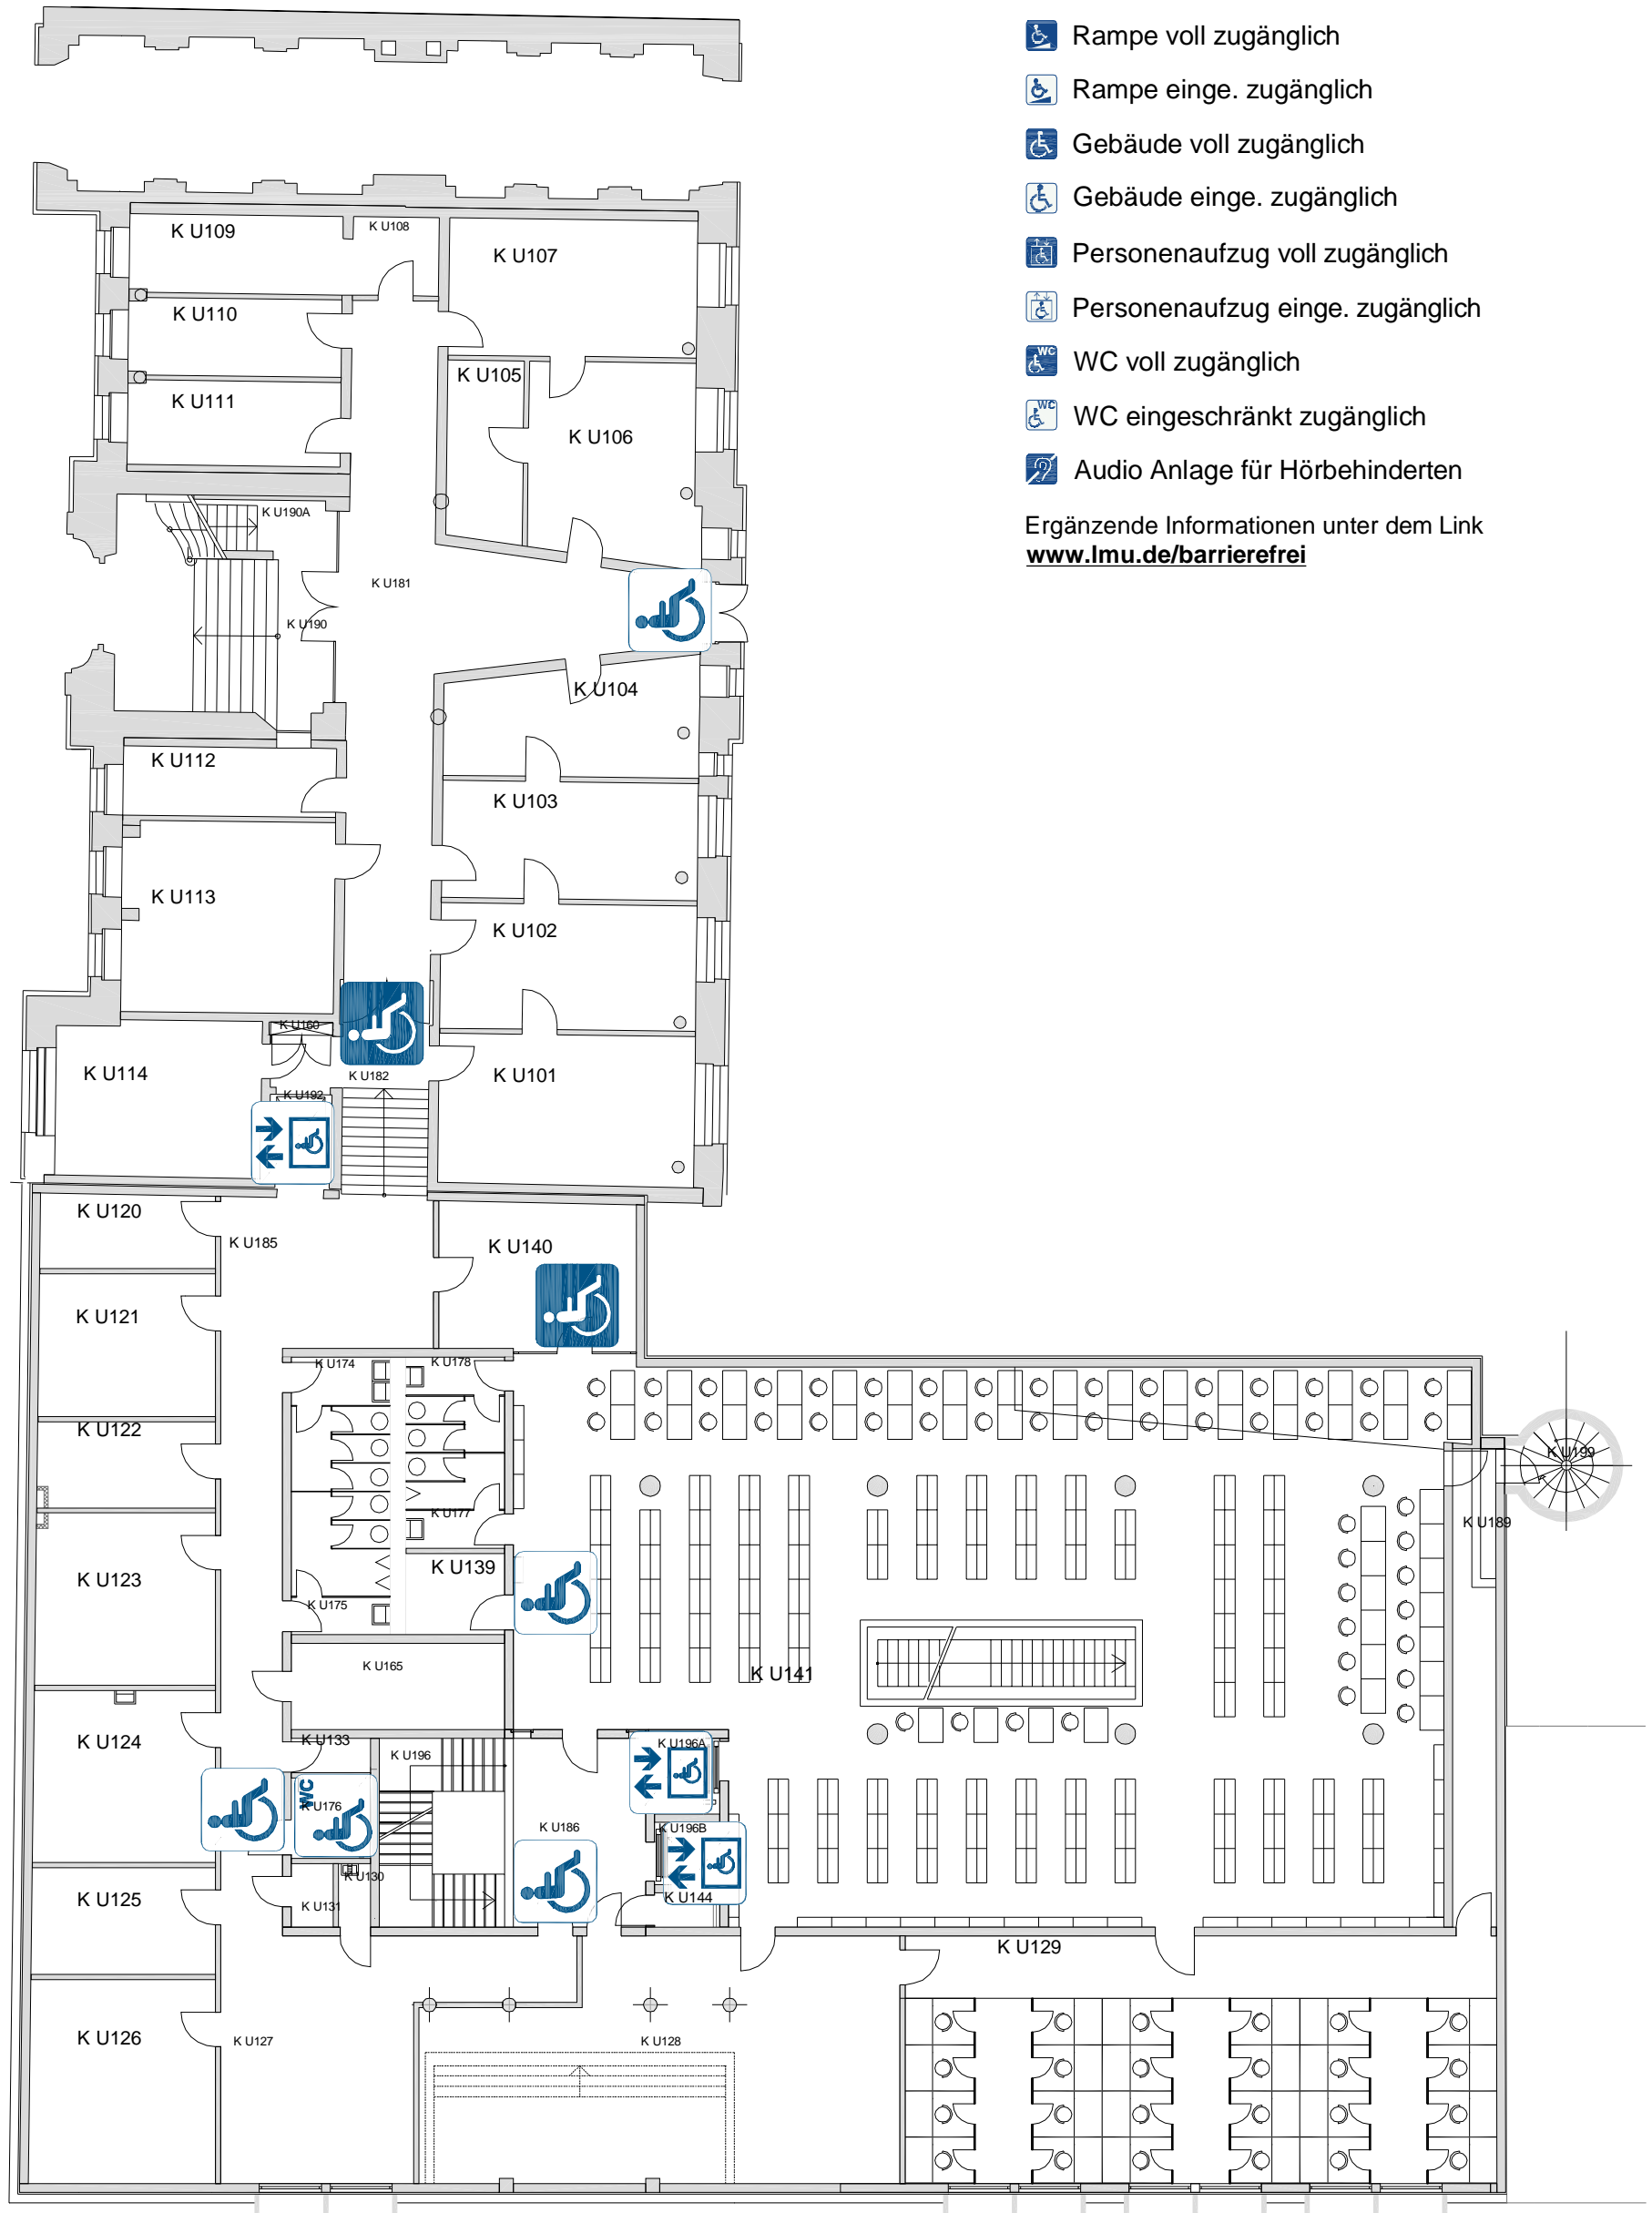 Rampe voll zugänglich
Rampe einge. zugänglich
Gebäude voll zugänglich
Gebäude einge. zugänglich
Personenaufzug voll zugänglich
Personenaufzug einge. zugänglich
WC
WC voll zugänglich
WC
WC eingeschränkt zugänglich
Audio Anlage für Hörbehinderten
Ergänzende Informationen unter dem Link
www.lmu.de/barrierefrei
K U109
K U108
K U107
K U110
K U105
K U111
K U106
K U190A
K U181
K U190
K U104
K U112
K U103
K U113
K U102
K U160
K U114
K U182
K U101
K U192
K U120
K U185
K U140
K U121
K U174
K U178
K U122
K U199
K U177
K U189
K U139
K U123
K U175
K U165
K U141
K U124
K U133
K U196
K U196A
WC
K U176
K U186
K U196B
K U130
K U125
K U131
K U144
K U129
K U126
K U127
K U128